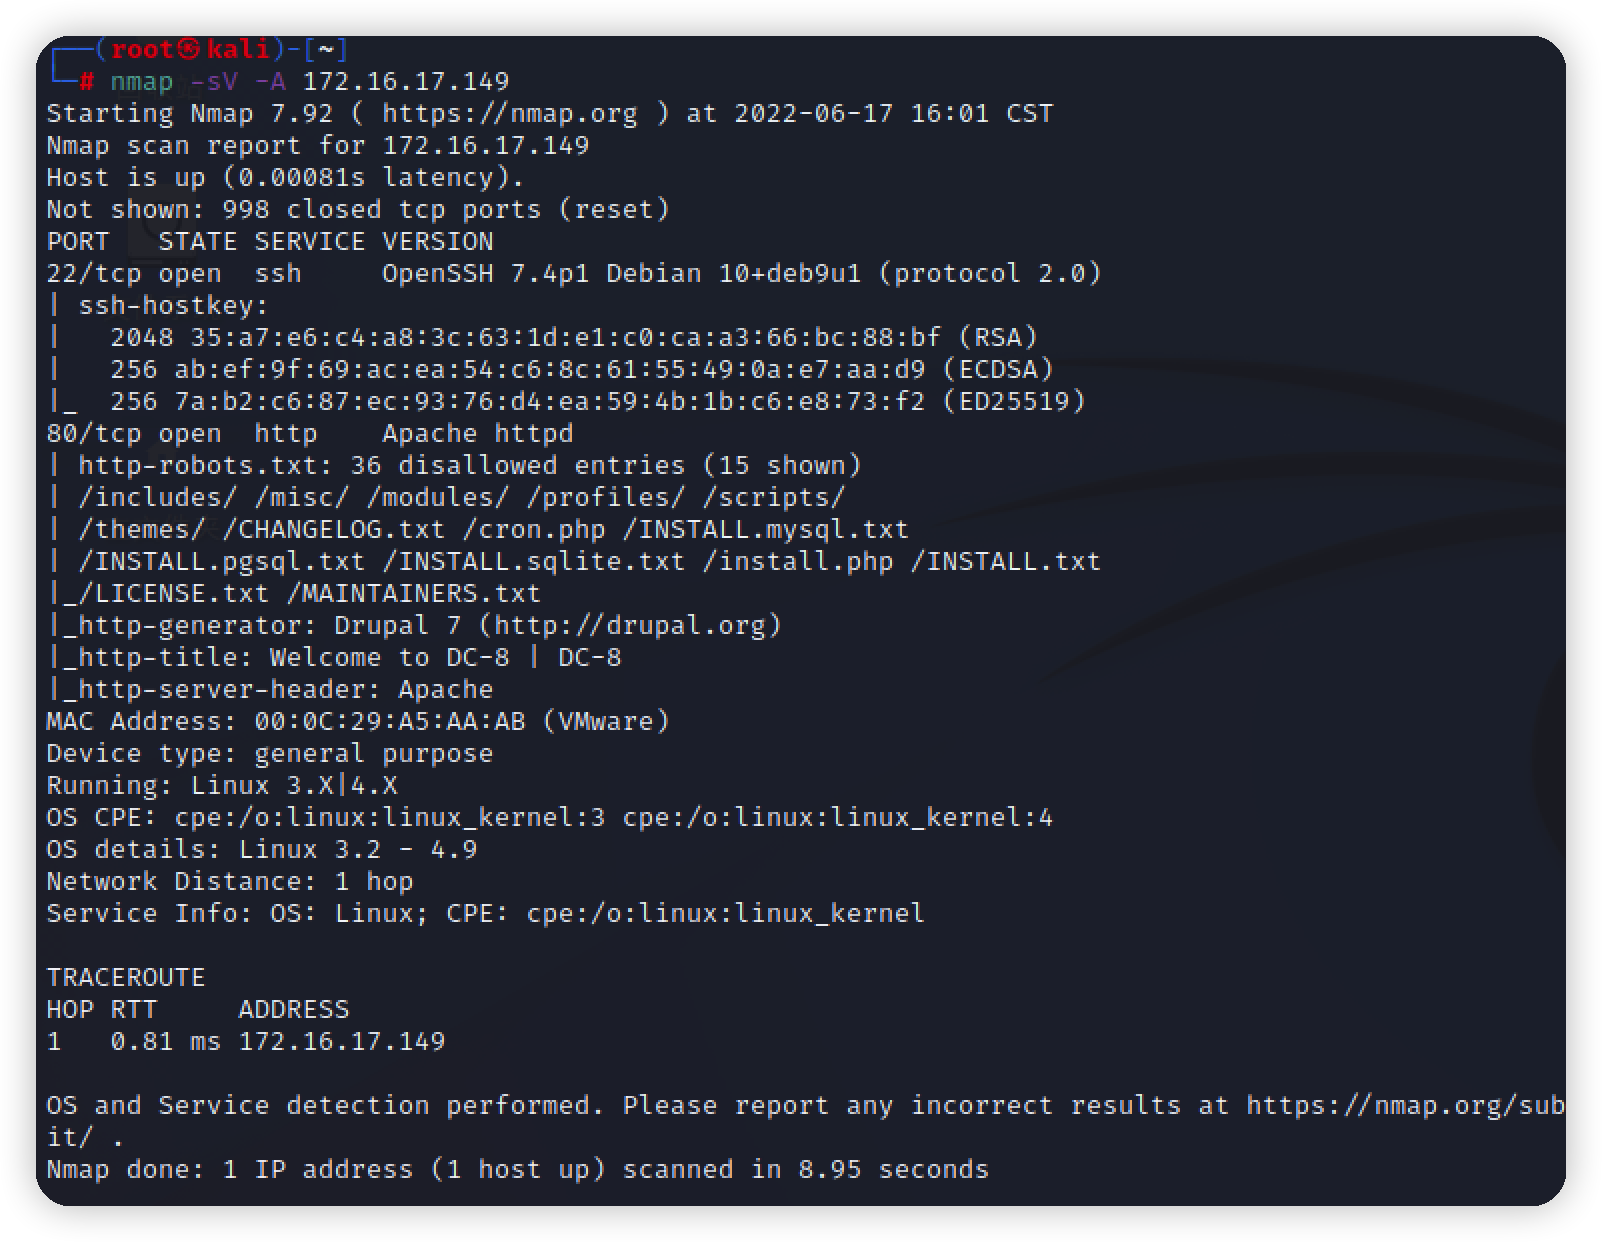 ┌──(root㉿kali)-[~]
└─# nmap -sV -A 172.16.17.149
Starting Nmap 7.92 ( https://nmap.org ) at 2022-06-17 16:01 CST
Nmap scan report for 172.16.17.149
Host is up (0.00081s latency).
Not shown: 998 closed tcp ports (reset)
PORT   STATE SERVICE VERSION
22/tcp open  ssh     OpenSSH 7.4p1 Debian 10+deb9u1 (protocol 2.0)
| ssh-hostkey:
|   2048 35:a7:e6:c4:a8:3c:63:1d:e1:c0:ca:a3:66:bc:88:bf (RSA)
|   256 ab:ef:9f:69:ac:ea:54:c6:8c:61:55:49:0a:e7:aa:d9 (ECDSA)
|_  256 7a:b2:c6:87:ec:93:76:d4:ea:59:4b:1b:c6:e8:73:f2 (ED25519)
80/tcp open  http    Apache httpd
| http-robots.txt: 36 disallowed entries (15 shown)
| /includes/ /misc/ /modules/ /profiles/ /scripts/
| /themes/ /CHANGELOG.txt /cron.php /INSTALL.mysql.txt
| /INSTALL.pgsql.txt /INSTALL.sqlite.txt /install.php /INSTALL.txt
|_/LICENSE.txt /MAINTAINERS.txt
|_http-generator: Drupal 7 (http://drupal.org)
|_http-title: Welcome to DC-8 | DC-8
|_http-server-header: Apache
MAC Address: 00:0C:29:A5:AA:AB (VMware)
Device type: general purpose
Running: Linux 3.X|4.X
OS CPE: cpe:/o:linux:linux_kernel:3 cpe:/o:linux:linux_kernel:4
OS details: Linux 3.2 - 4.9
Network Distance: 1 hop
Service Info: OS: Linux; CPE: cpe:/o:linux:linux_kernel

TRACEROUTE
HOP RTT     ADDRESS
1   0.81 ms 172.16.17.149

OS and Service detection performed. Please report any incorrect results at https://nmap.org/sub
it/ .
Nmap done: 1 IP address (1 host up) scanned in 8.95 seconds